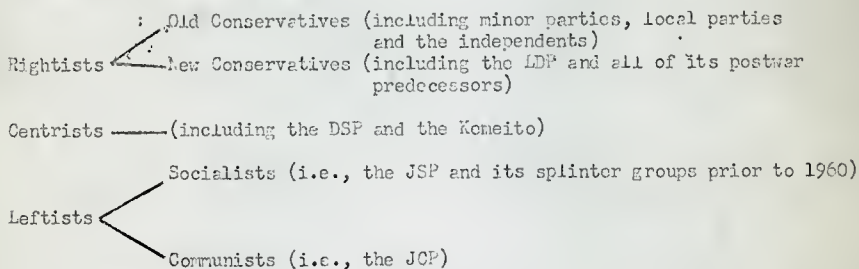 Old Conservatives (including minor parties, local parties
and the independents)
Rightists
New Conservatives (including the LDP and all of its postwar
predecessors)
Centrists (including the DSP and the Komeito)
Socialists (i.e., the JSP and its splinter groups prior to 1960)
Leftists
Communists (i.e., the JCP)